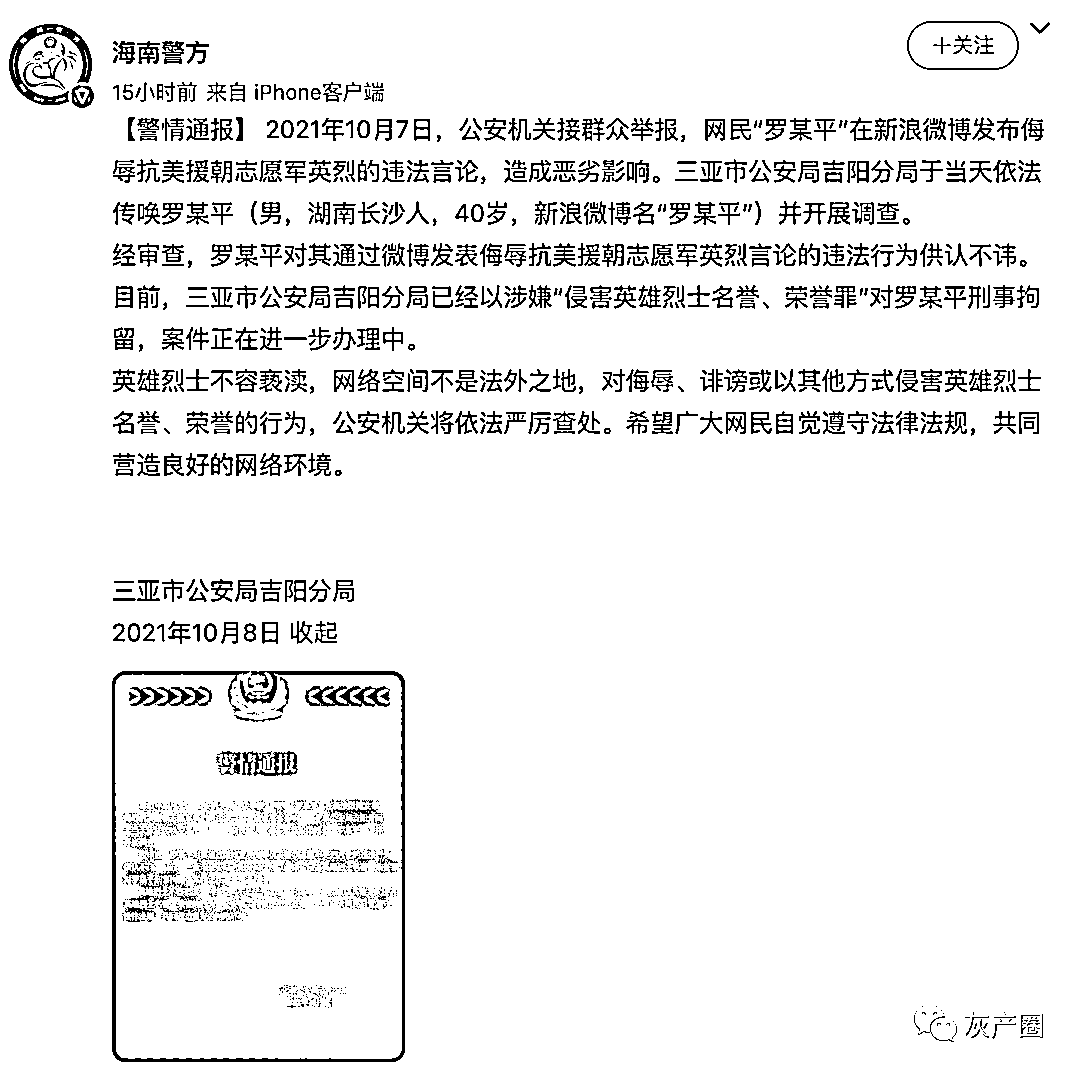 海南警方
十关注
15小时前 来自 iPhone客户端
【警情通报】 2021年10月7日，公安机关接群众举报，网民“罗某平”在新浪微博发布侮
辱抗美援朝志愿军英烈的违法言论，造成恶劣影响。三亚市公安局吉阳分局于当天依法
传唤罗某平（男，湖南长沙人，40岁，新浪微博名“罗某平”）并开展调查。
经审查，罗某平对其通过微博发表侮辱抗美援朝志愿军英烈言论的违法行为供认不讳。
目前，三亚市公安局吉阳分局已经以涉嫌“侵害英雄烈士名誉、荣誉罪”对罗某平刑事拘
留，案件正在进一步办理中。
英雄烈士不容亵渎，网络空间不是法外之地，对侮辱、诽谤或以其他方式侵害英雄烈士
名誉、荣誉的行为，公安机关将依法严厉查处。希望广大网民自觉遵守法律法规，共同
营造良好的网络环境。
三亚市公安局吉阳分局
2021年10月8日 收起
警情通报
灰产圈